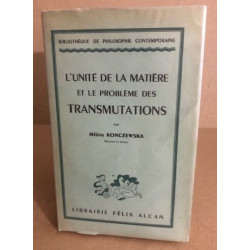 BIBLIOTHÈQUE DE PHILOSOPHIE CONTEMPORAINE
L'UNITÉ DE LA MATIÈRE
ET LE PROBLÈME DES
TRANSMUTATIONS
PAR
Hélène KONCZEWSKA
LIBRAIRIE FÉLIX ALCAN